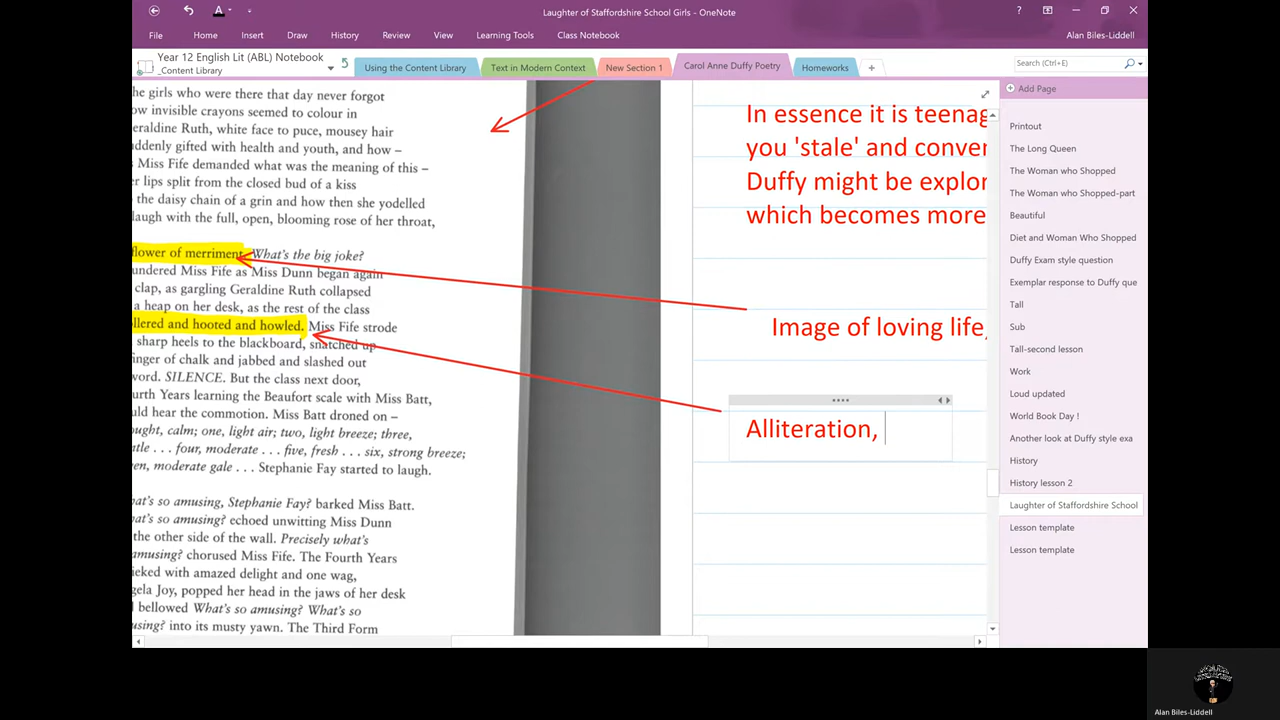 Laughter of Staffordshire School Girls - OneNote
?
A
Alan Biles-Liddell
File Home Insert Draw History Review View Learning Tools Class Notebook
Year 12 English Lit (ABL) Notebook
_Content Library
Using the Content Library
Text in Modern Context
New Section 1
Carol Anne Duffy Poetry
Homeworks
+
Search (Ctrl+E)
he girls who were there that day never forgot
ow invisible crayons seemed to colour in
eraldine Ruth, white face to puce, mousey hair
uddenly gifted with health and youth, and how –
s Miss Fife demanded what was the meaning of this –
er lips split from the closed bud of a kiss
the daisy chain of a grin and how then she yodelled
laugh with the full, open, blooming rose of her throat,
flower of merriment. What's the big joke?
undered Miss Fife as Miss Dunn began again
clap, as gargling Geraldine Ruth collapsed
a heap on her desk, as the rest of the class
ollered and hooted and howled. Miss Fife strode
sharp heels to the blackboard, snatched up
finger of chalk and jabbed and slashed out
word. SILENCE. But the class next door,
urth Years learning the Beaufort scale with Miss Batt,
uld hear the commotion. Miss Batt droned on –
ought, calm; one, light air; two, light breeze; three,
ntle . . . four, moderate . . . five, fresh . . . six, strong breeze;
en, moderate gale . . . Stephanie Fay started to laugh.
hat's so amusing, Stephanie Fay? barked Miss Batt.
hat's so amusing? echoed unwitting Miss Dunn
the other side of the wall. Precisely what's
amusing? chorused Miss Fife. The Fourth Years
rieked with amazed delight and one wag,
gela Joy, popped her head in the jaws of her desk
d bellowed What's so amusing? What's so
using? into its musty yawn. The Third Form
In essence it is teenag
you 'stale' and conver
Duffy might be explor
which becomes more
Image of loving life,
Alliteration,
Add Page
Printout
The Long Queen
The Woman who Shopped
The Woman who Shopped-part
Beautiful
Diet and Woman Who Shopped
Duffy Exam style question
Exemplar response to Duffy que
Tall
Sub
Tall-second lesson
Work
Loud updated
World Book Day !
Another look at Duffy style exa
History
History lesson 2
Laughter of Staffordshire School
Lesson template
Lesson template
Alan Biles-Liddell